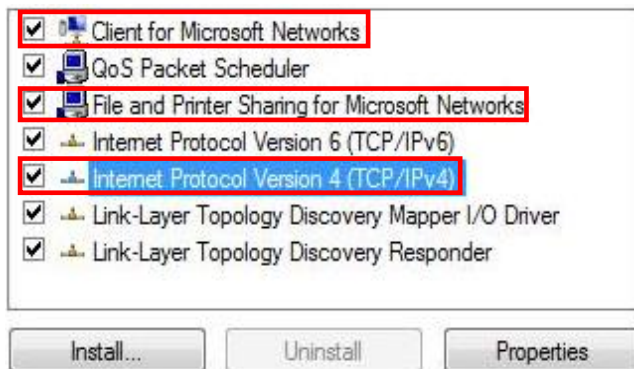 Client for Microsoft Networks
QoS Packet Scheduler
File and Printer Sharing for Microsoft Networks
Internet Protocol Version 6 (TCP/IPv6)
Internet Protocol Version 4 (TCP/IPv4)
Link-Layer Topology Discovery Mapper I/O Driver
Link-Layer Topology Discovery Responder
Install... Uninstall Properties